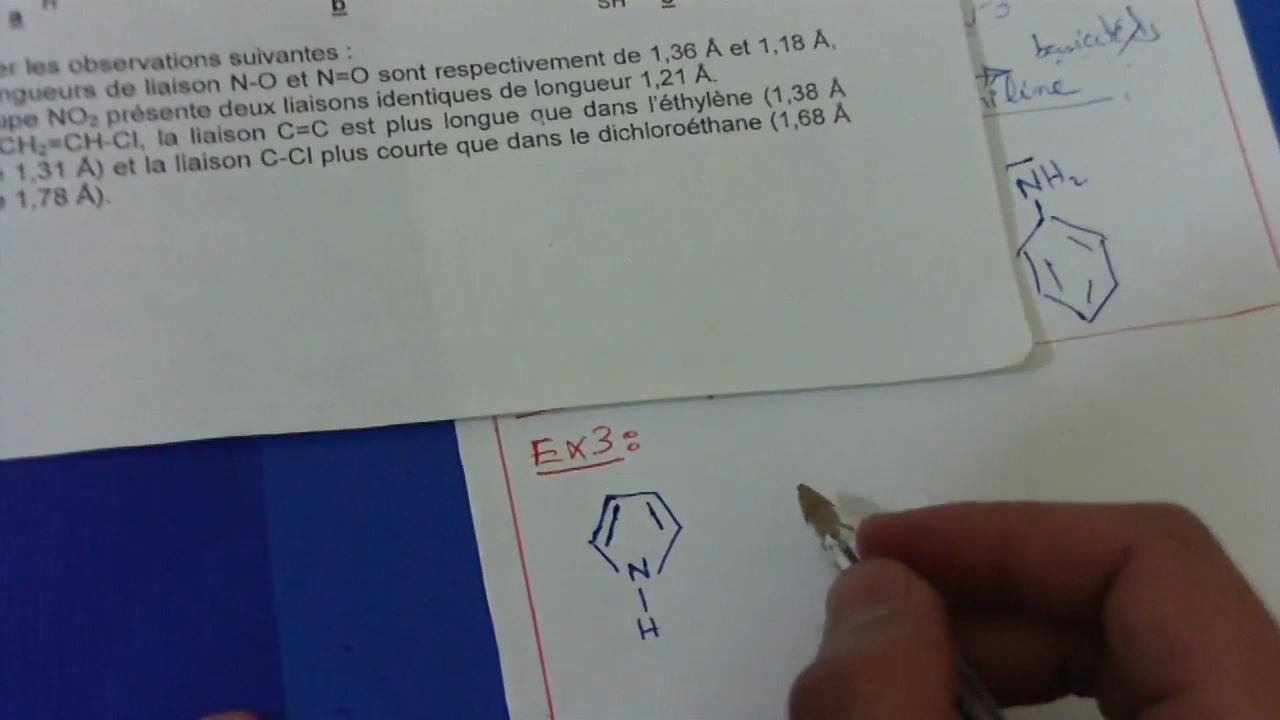 a H b SH c
er les observations suivantes :
ngueurs de liaison N-O et N=O sont respectivement de 1,36 Å et 1,18 Å,
upe NO₂ présente deux liaisons identiques de longueur 1,21 Å.
CH₂=CH-Cl, la liaison C=C est plus longue que dans l'éthylène (1,38 Å
1,31 Å) et la liaison C-Cl plus courte que dans le dichloroéthane (1,68 Å
1,78 Å).
line
NH₂
Ex3:
N
H